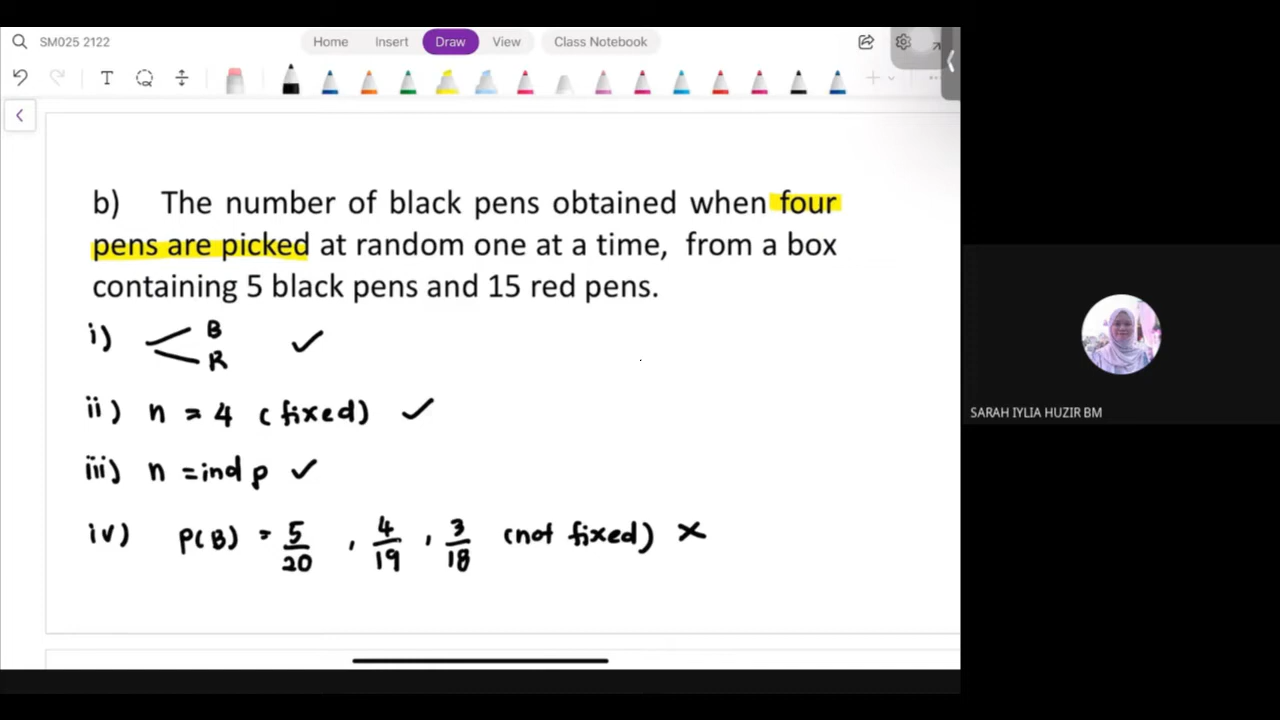 SM025 2122
Home Insert Draw View Class Notebook
T
b) The number of black pens obtained when four
pens are picked at random one at a time, from a box
containing 5 black pens and 15 red pens.
i) B ✓
R
ii) n = 4 (fixed) ✓
iii) n = ind p ✓
iv) P(B) = 5/20 , 4/19 , 3/18 (not fixed) ✗
SARAH IYLIA HUZIR BM